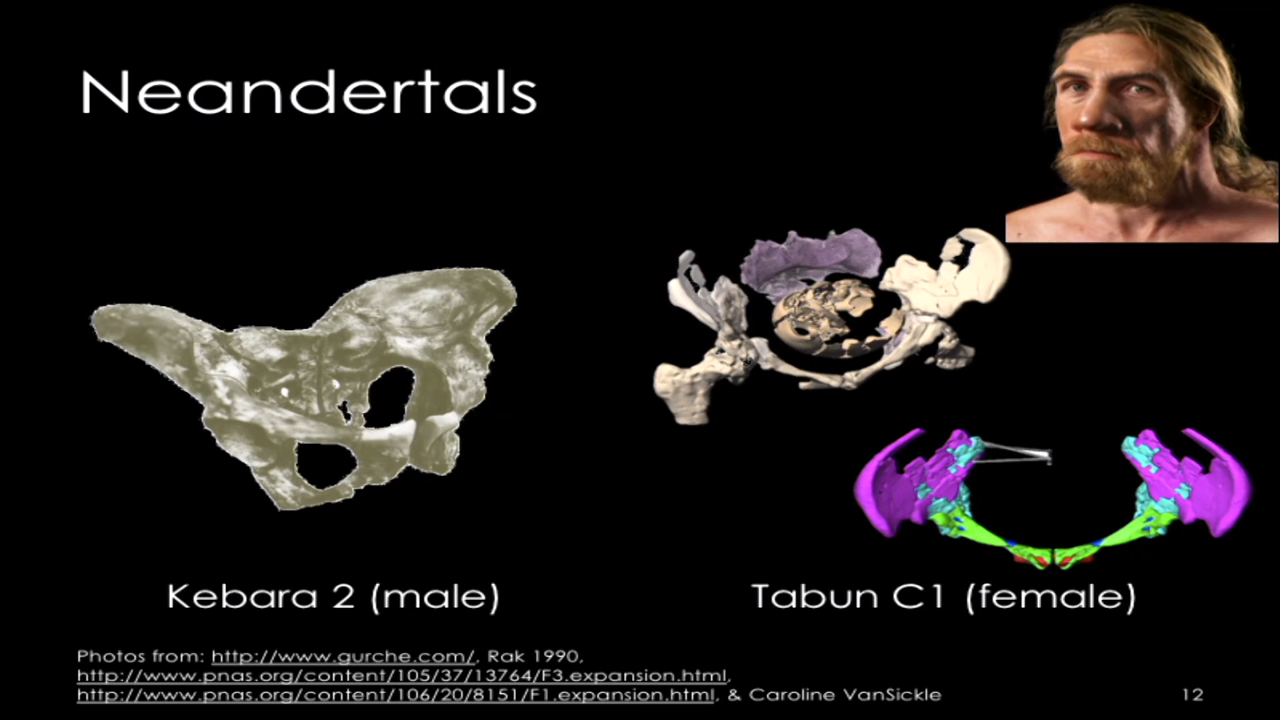 Neandertals
Kebara 2 (male)
Tabun C1 (female)
Photos from: http://www.gurche.com/, Rak 1990,
http://www.pnas.org/content/105/37/13764/F3.expansion.html,
http://www.pnas.org/content/106/20/8151/F1.expansion.html, & Caroline VanSickle
12